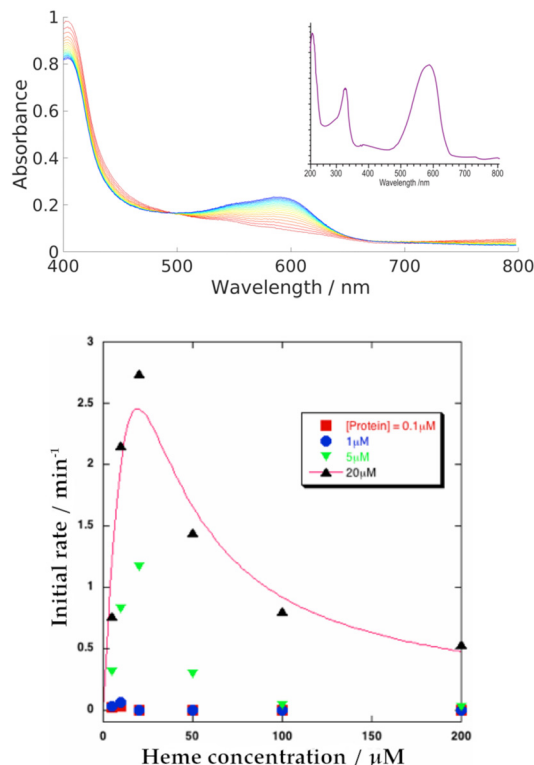 1
0.8
0.6
0.4
0.2
0
Absorbance
400 500 600 700 800
Wavelength / nm
200 300 400 500 600 700 800
Wavelength /nm
3
2.5
2
1.5
1
0.5
0
Initial rate / min⁻¹
[Protein] = 0.1μM
1μM
5μM
20μM
0 50 100 150 200
Heme concentration / μM